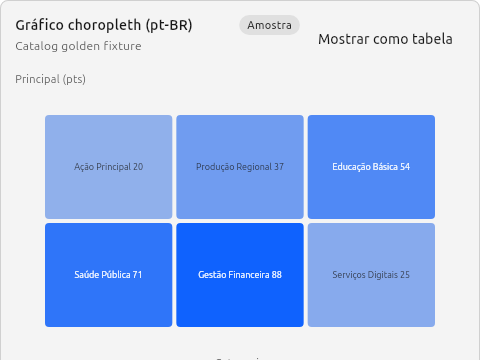 Gráfico choropleth (pt-BR)
Amostra
Mostrar como tabela
Catalog golden fixture
Principal (pts)
Ação Principal 20
Produção Regional 37
Educação Básica 54
Saúde Pública 71
Gestão Financeira 88
Serviços Digitais 25